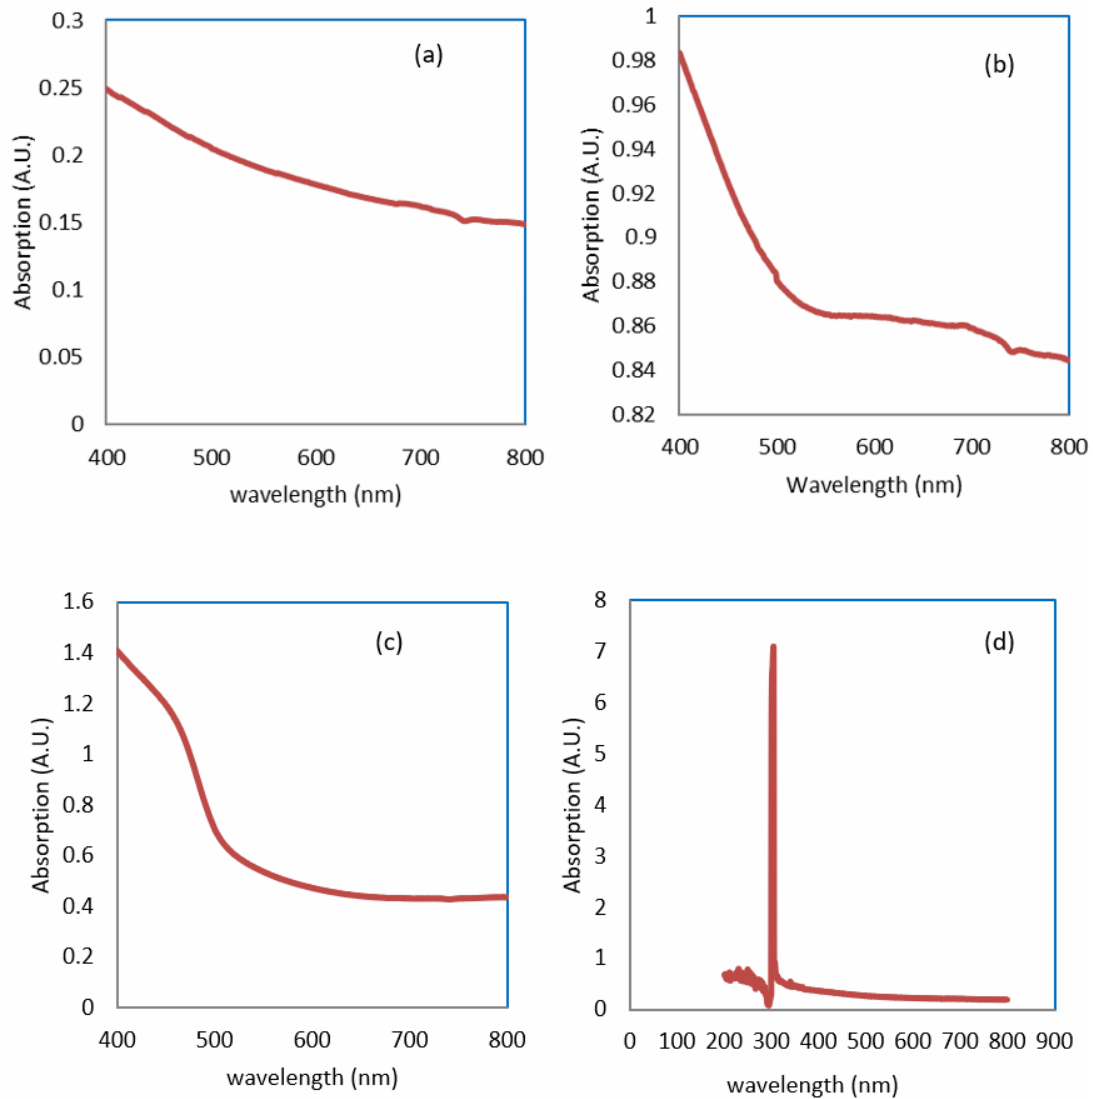 (a)
Absorption (A.U.)
0.3
0.25
0.2
0.15
0.1
0.05
0
400 500 600 700 800
wavelength (nm)
(b)
Absorption (A.U.)
1
0.98
0.96
0.94
0.92
0.9
0.88
0.86
0.84
0.82
400 500 600 700 800
Wavelength (nm)
(c)
Absorption (A.U.)
1.6
1.4
1.2
1
0.8
0.6
0.4
0.2
0
400 500 600 700 800
wavelength (nm)
(d)
Absorption (A.U.)
8
7
6
5
4
3
2
1
0
0 100 200 300 400 500 600 700 800 900
wavelength (nm)